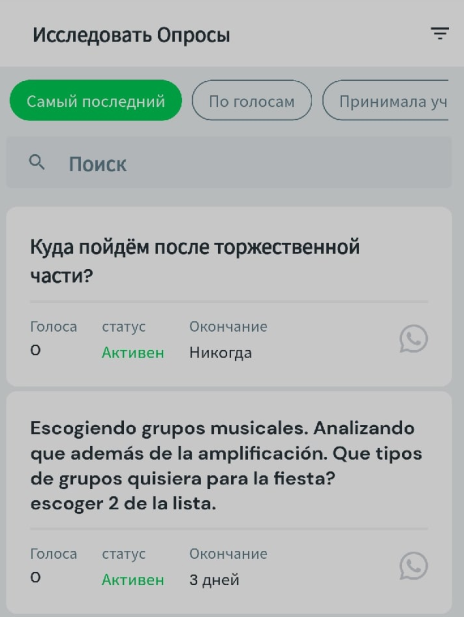 Исследовать Опросы
Самый последний По голосам Принимала уч
Поиск
Куда пойдём после торжественной
части?
Голоса статус Окончание
0 Активен Никогда
Escogiendo grupos musicales. Analizando
que además de la amplificación. Que tipos
de grupos quisiera para la fiesta?
escoger 2 de la lista.
Голоса статус Окончание
0 Активен 3 дней